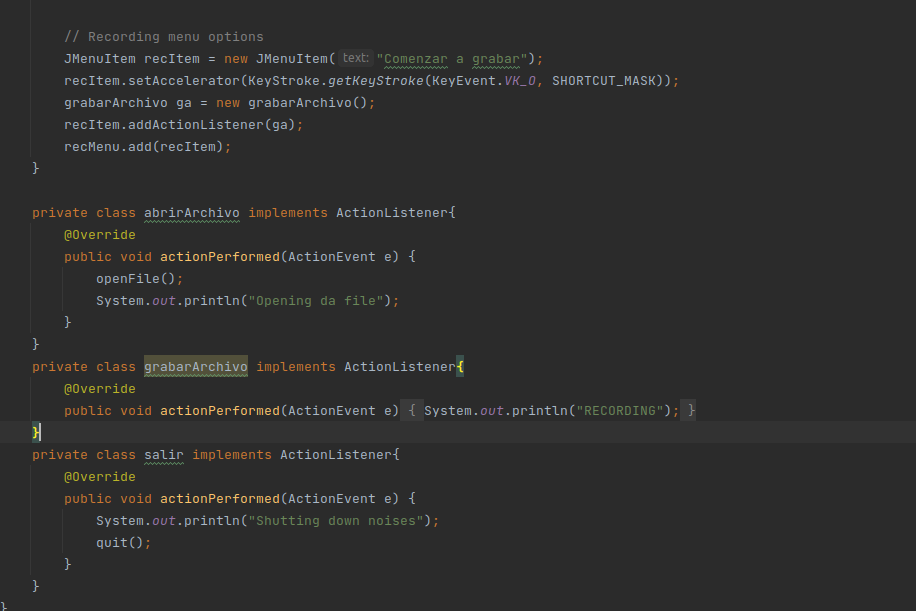 // Recording menu options
JMenuItem recItem = new JMenuItem( text: "Comenzar a grabar");
recItem.setAccelerator(KeyStroke.getKeyStroke(KeyEvent.VK_O, SHORTCUT_MASK));
grabarArchivo ga = new grabarArchivo();
recItem.addActionListener(ga);
recMenu.add(recItem);
}
private class abrirArchivo implements ActionListener{
@Override
public void actionPerformed(ActionEvent e) {
openFile();
System.out.println("Opening da file");
}
}
private class grabarArchivo implements ActionListener{
@Override
public void actionPerformed(ActionEvent e) { System.out.println("RECORDING"); }
}
private class salir implements ActionListener{
@Override
public void actionPerformed(ActionEvent e) {
System.out.println("Shutting down noises");
quit();
}
}
}